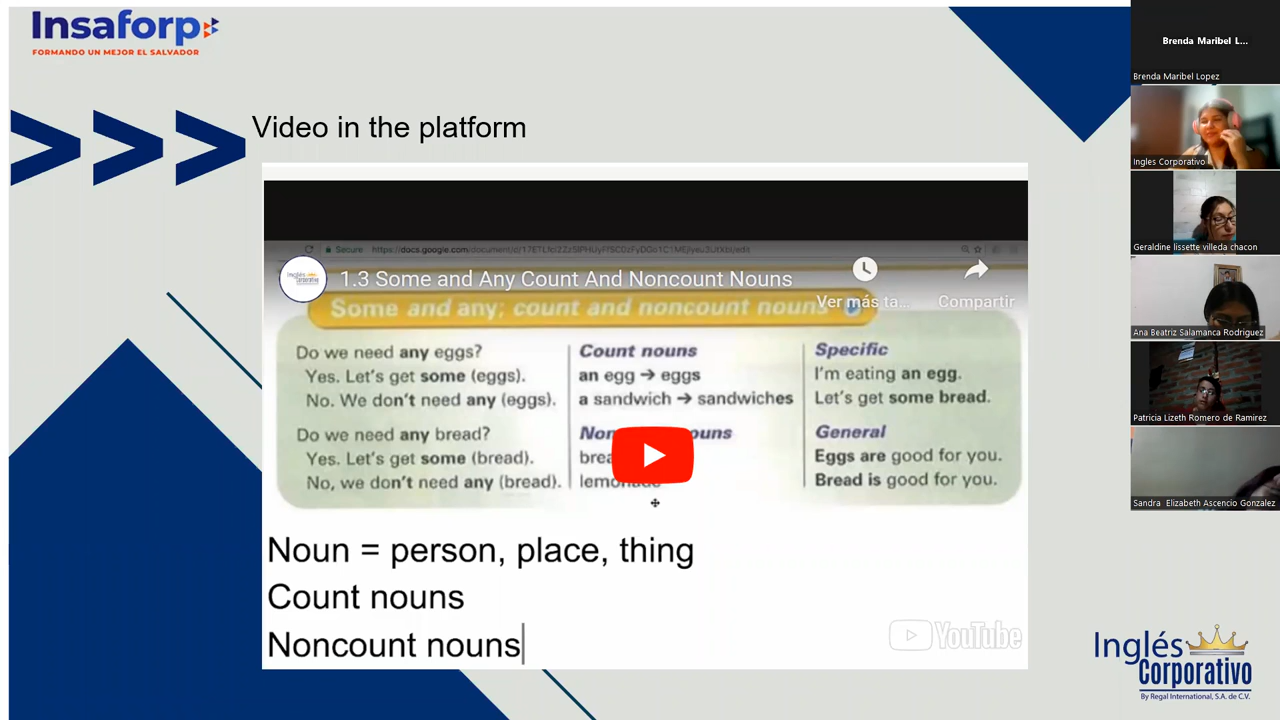 Insaforp
FORMANDO UN MEJOR EL SALVADOR
Video in the platform
Secure
1.3 Some and Any Count And Noncount Nouns
Ver más ta...
Compartir
Some and any; count and noncount nouns
Do we need any eggs?
Yes. Let's get some (eggs).
No. We don't need any (eggs).
Do we need any bread?
Yes. Let's get some (bread).
No, we don't need any (bread).
Count nouns
an egg → eggs
a sandwich → sandwiches
Specific
I'm eating an egg.
Let's get some bread.
General
Eggs are good for you.
Bread is good for you.
Noun = person, place, thing
Count nouns
Noncount nouns
YouTube
Inglés
Corporativo
By Regal International, S.A. de C.V.
Brenda Maribel L...
Brenda Maribel Lopez
Ingles Corporativo
Geraldine lissette villeda chacon
Ana Beatriz Salamanca Rodriguez
Patricia Lizeth Romero de Ramirez
Sandra Elizabeth Ascencio Gonzalez